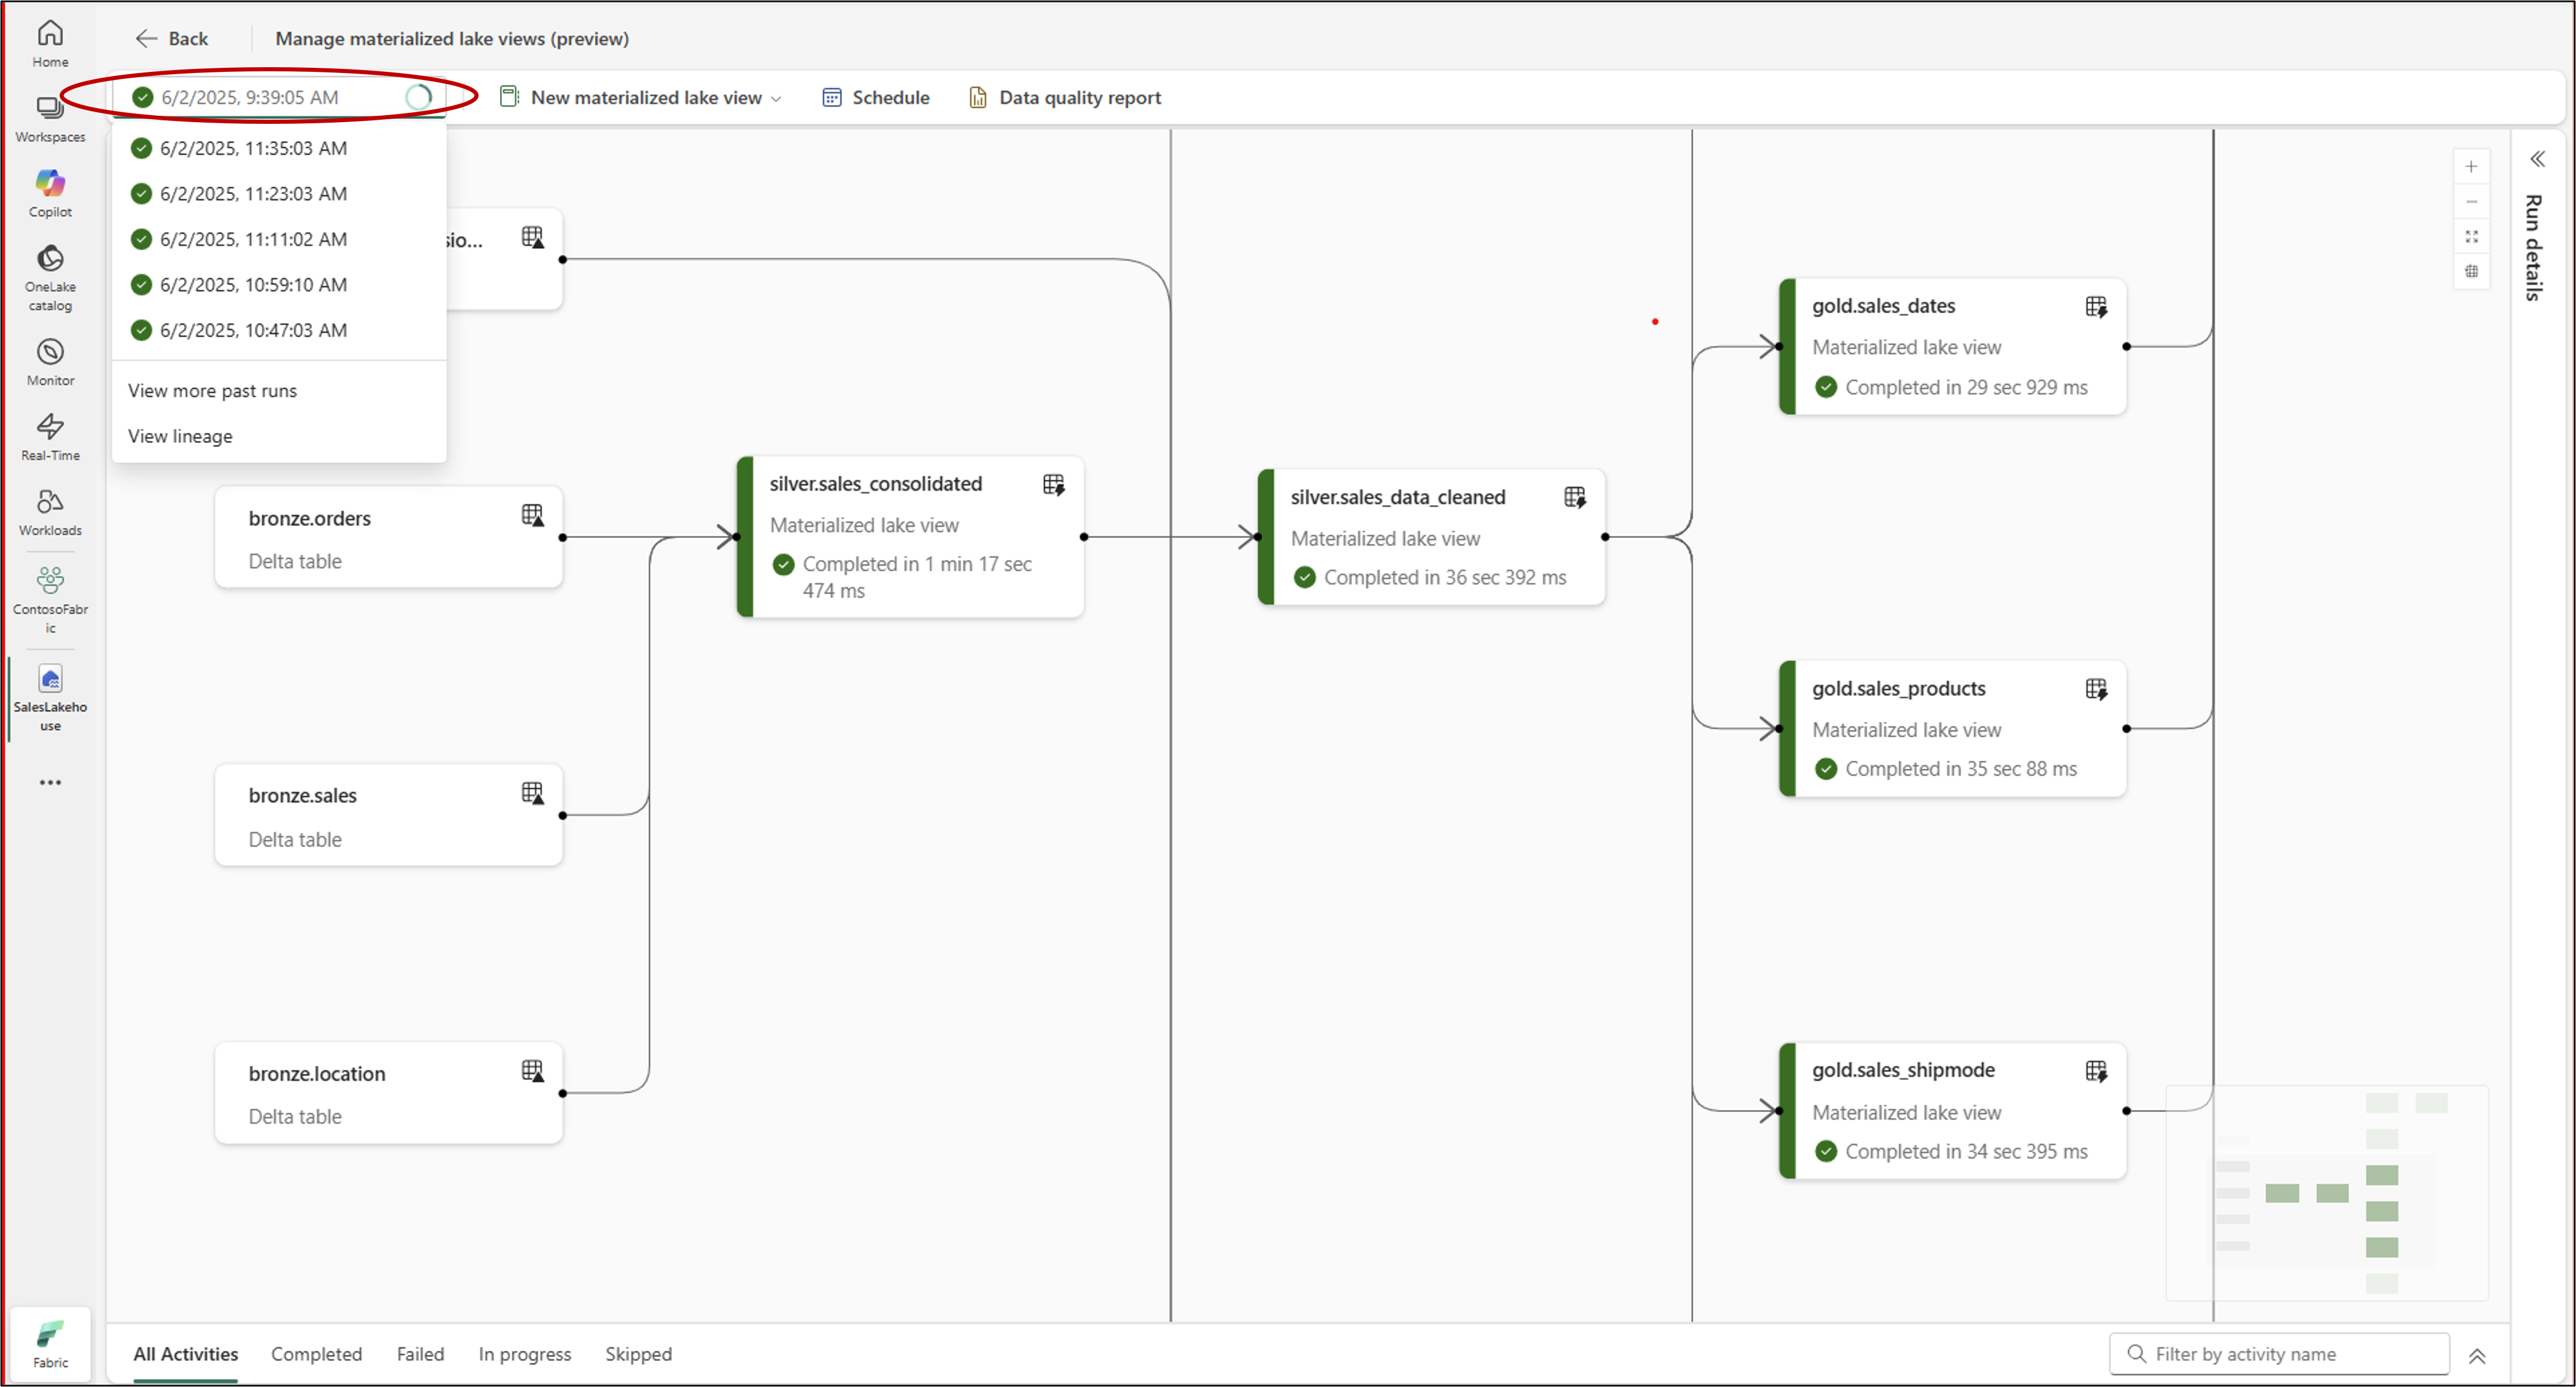 Back
Manage materialized lake views (preview)
6/2/2025, 9:39:05 AM
New materialized lake view
Schedule
Data quality report
6/2/2025, 11:35:03 AM
6/2/2025, 11:23:03 AM
6/2/2025, 11:11:02 AM
6/2/2025, 10:59:10 AM
6/2/2025, 10:47:03 AM
View more past runs
View lineage
Home
Workspaces
Copilot
OneLake
catalog
Monitor
Real-Time
Workloads
ContosoFabr
ic
SalesLakeho
use
Fabric
sio...
bronze.orders
Delta table
bronze.sales
Delta table
bronze.location
Delta table
silver.sales_consolidated
Materialized lake view
Completed in 1 min 17 sec
474 ms
silver.sales_data_cleaned
Materialized lake view
Completed in 36 sec 392 ms
gold.sales_dates
Materialized lake view
Completed in 29 sec 929 ms
gold.sales_products
Materialized lake view
Completed in 35 sec 88 ms
gold.sales_shipmode
Materialized lake view
Completed in 34 sec 395 ms
Run details
All Activities
Completed
Failed
In progress
Skipped
Filter by activity name